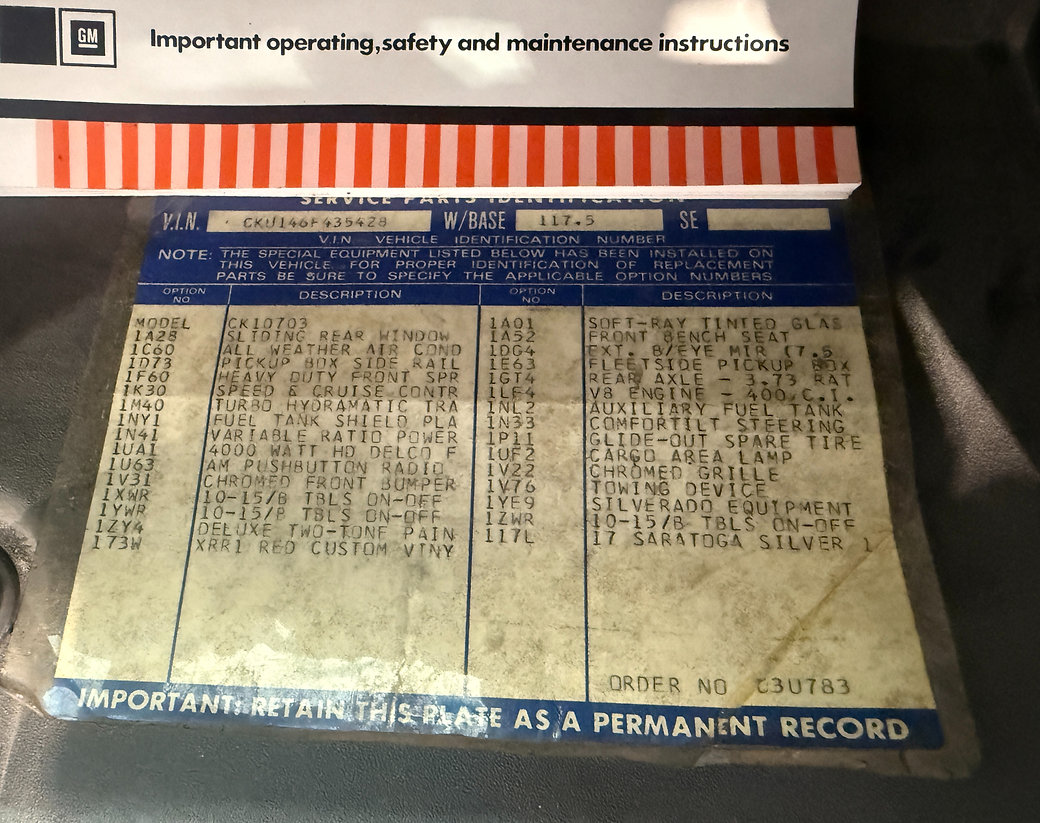 GM
Important operating, safety and maintenance instructions
SERVICE PARTS IDENTIFICATION
V.I.N. CKU146F435428 W/BASE 117.5 SE
V.I.N VEHICLE IDENTIFICATION NUMBER
NOTE: THE SPECIAL EQUIPMENT LISTED BELOW HAS BEEN INSTALLED ON
THIS VEHICLE FOR PROPER IDENTIFICATION OF REPLACEMENT
PARTS BE SURE TO SPECIFY THE APPLICABLE OPTION NUMBERS
OPTION NO DESCRIPTION OPTION NO DESCRIPTION
MODEL CK10703 1A01 SOFT-RAY TINTED GLAS
1A28 SLIDING REAR WINDOW 1A52 FRONT BENCH SEAT
1C60 ALL WEATHER AIR COND 1DG4 EXT. B/EYE MIR (7.5
1D73 PICKUP BOX SIDE RAIL 1E63 FLEETSIDE PICKUP BOX
1F60 HEAVY DUTY FRONT SPR 1GT4 REAR AXLE - 3.73 RAT
1K30 SPEED & CRUISE CONTR 1LF4 V8 ENGINE - 400 C.I.
1M40 TURBO HYDRAMATIC TRA 1NL2 AUXILIARY FUEL TANK
1NY1 FUEL TANK SHIELD PLA 1N33 COMFORTILT STEERING
1N41 VARIABLE RATIO POWER 1P11 GLIDE-OUT SPARE TIRE
1UA1 4000 WATT HD DELCO F 1UF2 CARGO AREA LAMP
1U63 AM PUSHBUTTON RADIO 1V22 CHROMED GRILLE
1V31 CHROMED FRONT BUMPER 1V76 TOWING DEVICE
1XWR 10-15/B TBLS ON-OFF 1YE9 SILVERADO EQUIPMENT
1YWR 10-15/B TBLS ON-OFF 1ZWR 10-15/B TBLS ON-OFF
1ZY4 DELUXE TWO-TONE PAIN 117L 17 SARATOGA SILVER 1
173W XRR1 RED CUSTOM VINY
ORDER NO C3U783
IMPORTANT: RETAIN THIS PLATE AS A PERMANENT RECORD